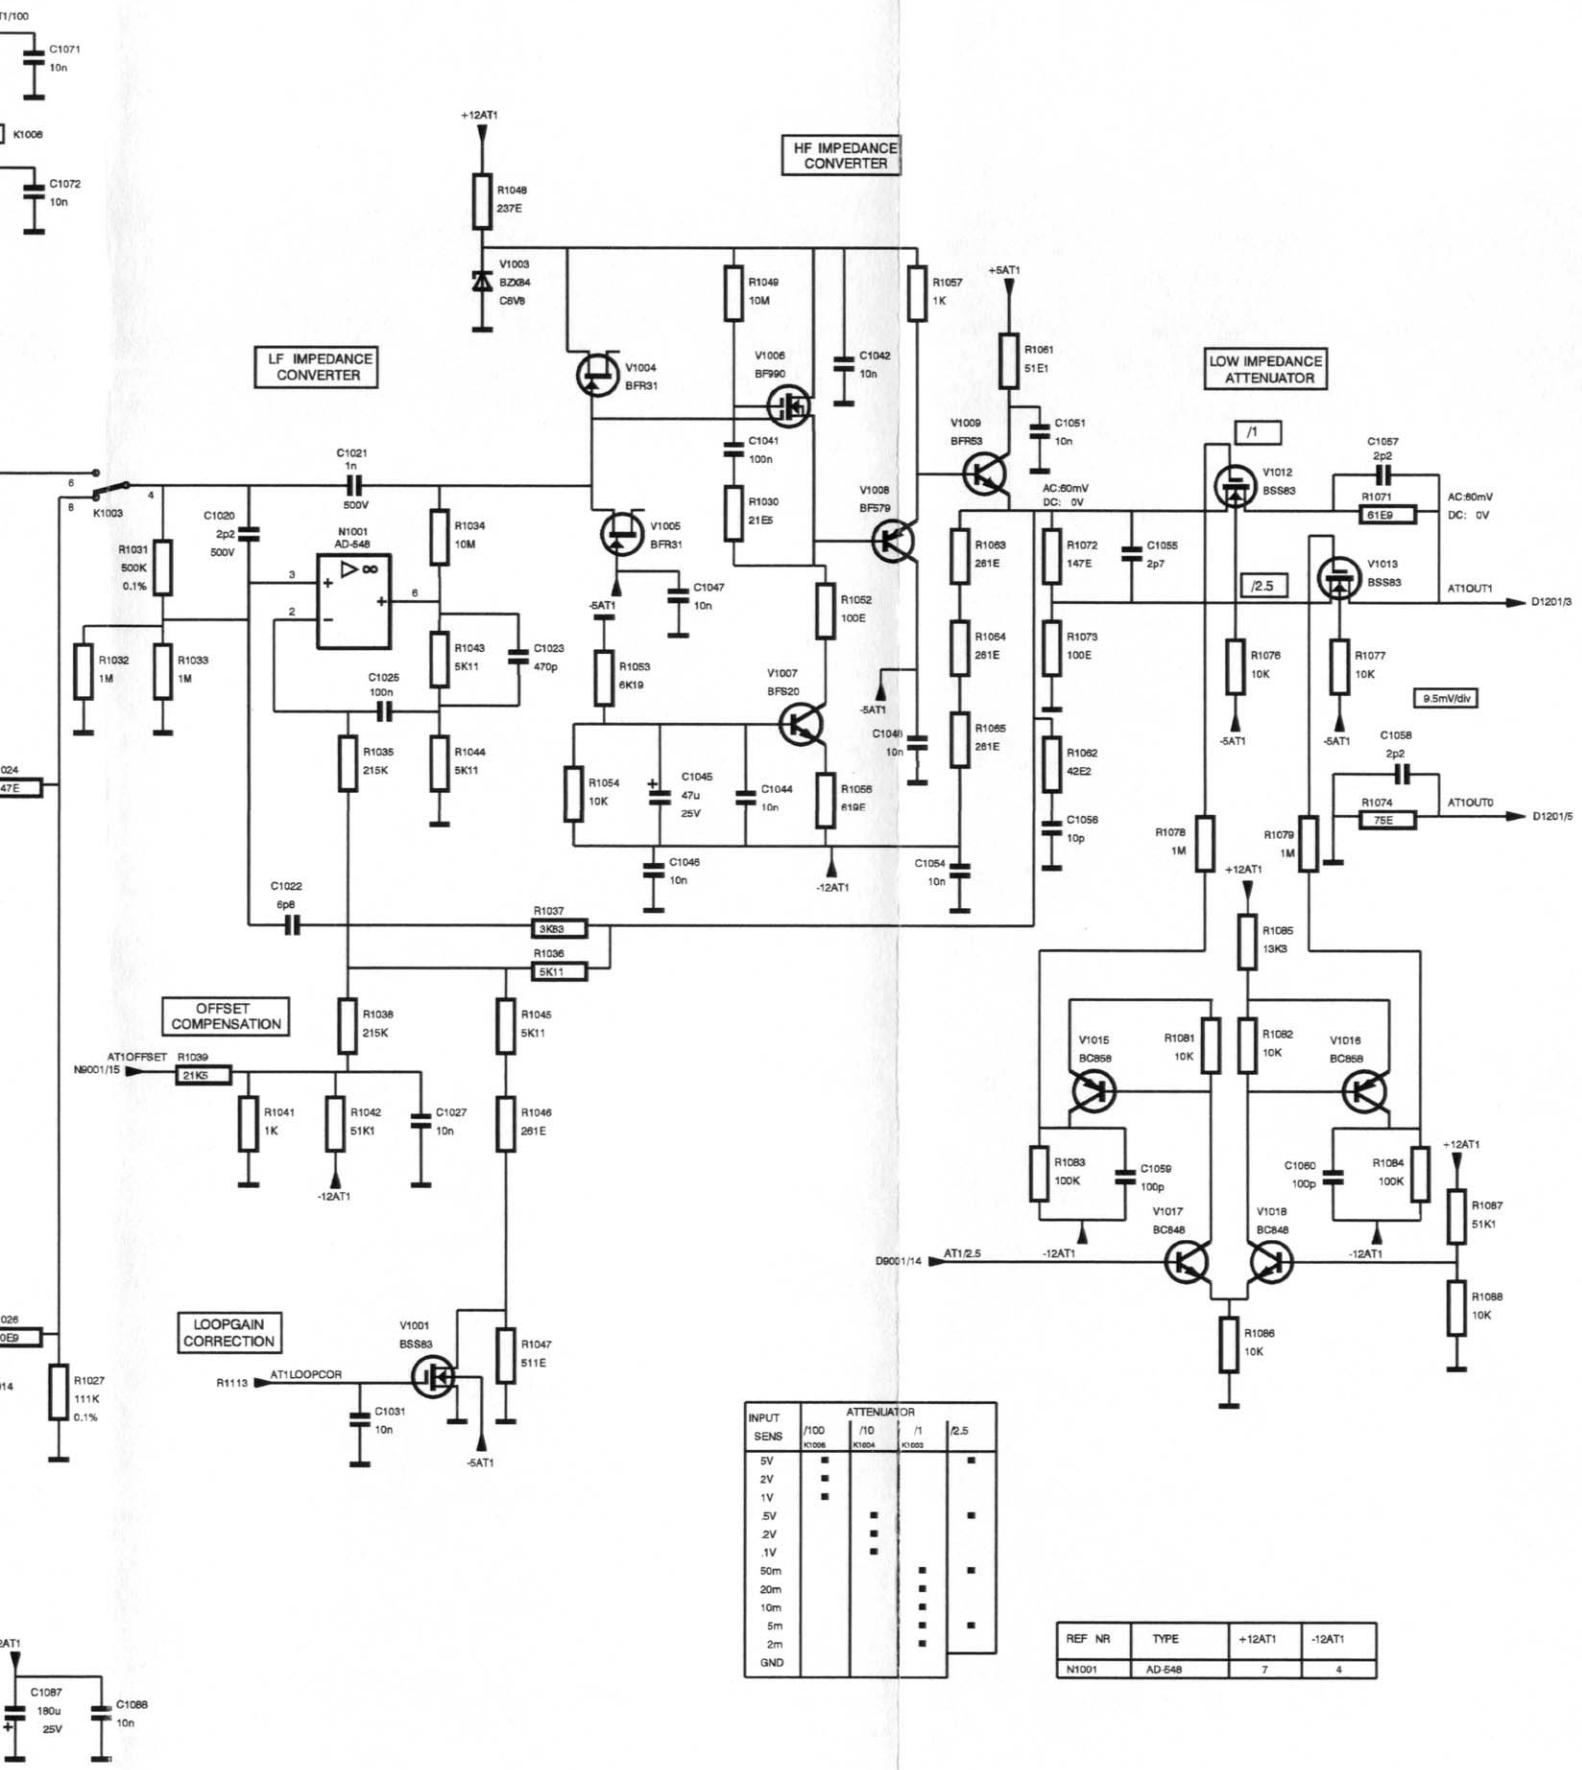 T1/100
C1071
10n
K1006
C1072
10n
+12AT1
R1048
237E
V1003
BZX84
C6V8
HF IMPEDANCE
CONVERTER
R1049
10M
R1057
1K
+5AT1
R1061
51E1
LF IMPEDANCE
CONVERTER
V1004
BFR31
V1006
BF990
C1042
10n
LOW IMPEDANCE
ATTENUATOR
V1009
BFR53
C1051
10n
/1
C1057
2p2
V1012
BSS83
R1071
61E9
AC:60mV
DC: 0V
6
8
4
K1003
C1021
1n
500V
C1020
2p2
500V
N1001
AD-548
R1034
10M
V1005
BFR31
C1041
100n
R1030
21E5
V1008
BF579
AC:60mV
DC: 0V
R1063
261E
R1072
147E
C1055
2p7
V1013
BSS83
/2.5
AT1OUT1
D1201/3
R1031
500K
0.1%
3
+
∞
+
6
2
−
-5AT1
C1047
10n
R1052
100E
R1064
261E
R1073
100E
R1076
10K
R1077
10K
R1032
1M
R1033
1M
C1025
100n
R1043
5K11
C1023
470p
R1053
6K19
V1007
BFS20
-5AT1
9.5mV/div
-5AT1
-5AT1
C1058
2p2
R1074
75E
AT1OUT0
D1201/5
024
47E
R1035
215K
R1044
5K11
R1054
10K
+
C1045
47u
25V
C1044
10n
R1056
619E
C1048
10n
R1065
261E
R1062
42E2
C1056
10p
C1046
10n
-12AT1
C1054
10n
R1078
1M
R1079
1M
+12AT1
C1022
6p8
R1037
3K83
R1036
5K11
R1085
13K3
OFFSET
COMPENSATION
R1038
215K
R1045
5K11
AT1OFFSET
N9001/15
R1039
21K5
V1015
BC858
R1081
10K
R1082
10K
V1016
BC858
R1041
1K
R1042
51K1
C1027
10n
R1046
261E
-12AT1
R1083
100K
C1059
100p
C1060
100p
R1084
100K
+12AT1
R1087
51K1
V1017
BC848
V1018
BC848
D9001/14
AT1/2.5
-12AT1
-12AT1
R1088
10K
LOOPGAIN
CORRECTION
026
0E9
V1001
BSS83
R1047
511E
R1086
10K
R1113
AT1LOOPCOR
014
R1027
111K
0.1%
C1031
10n
-5AT1
INPUT
SENS
ATTENUATOR
/100 /10 /1 /2.5
K1006 K1004 K1003
5V
2V
1V
.5V
.2V
.1V
50m
20m
10m
5m
2m
GND
REF NR TYPE +12AT1 -12AT1
N1001 AD-548 7 4
2AT1
C1087
180u
25V
+
C1088
10n